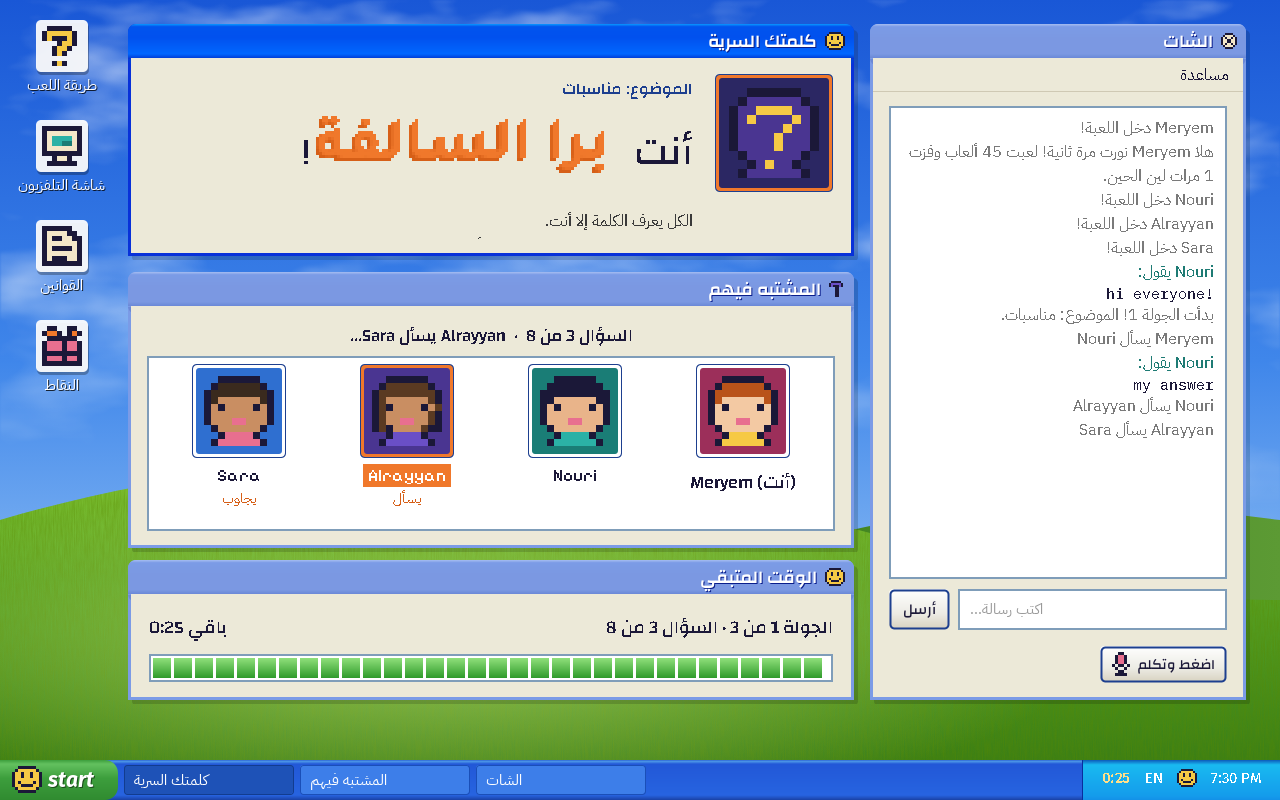 طريقة اللعب
شاشة التلفزيون
القوانين
النقاط
كلمتك السرية
الموضوع: مناسبات
أنت برا السالفة!
الكل يعرف الكلمة إلا أنت.
المشتبه فيهم
السؤال 3 من 8 · Alrayyan يسأل Sara...
Meryem (أنت)
Nouri
Alrayyan
يسأل
Sara
يجاوب
الوقت المتبقي
الجولة 1 من 3 · السؤال 3 من 8
باقي 0:25
الشات
مساعدة
Meryem دخل اللعبة!
هلا Meryem نورت مرة ثانية! لعبت 45 ألعاب وفزت
1 مرات لين الحين.
Nouri دخل اللعبة!
Alrayyan دخل اللعبة!
Sara دخل اللعبة!
Nouri يقول:
hi everyone!
بدأت الجولة 1! الموضوع: مناسبات.
Meryem يسأل Nouri
Nouri يقول:
my answer
Nouri يسأل Alrayyan
Alrayyan يسأل Sara
اكتب رسالة...
أرسل
اضغط وتكلم
start
كلمتك السرية
المشتبه فيهم
الشات
0:25
EN
7:30 PM